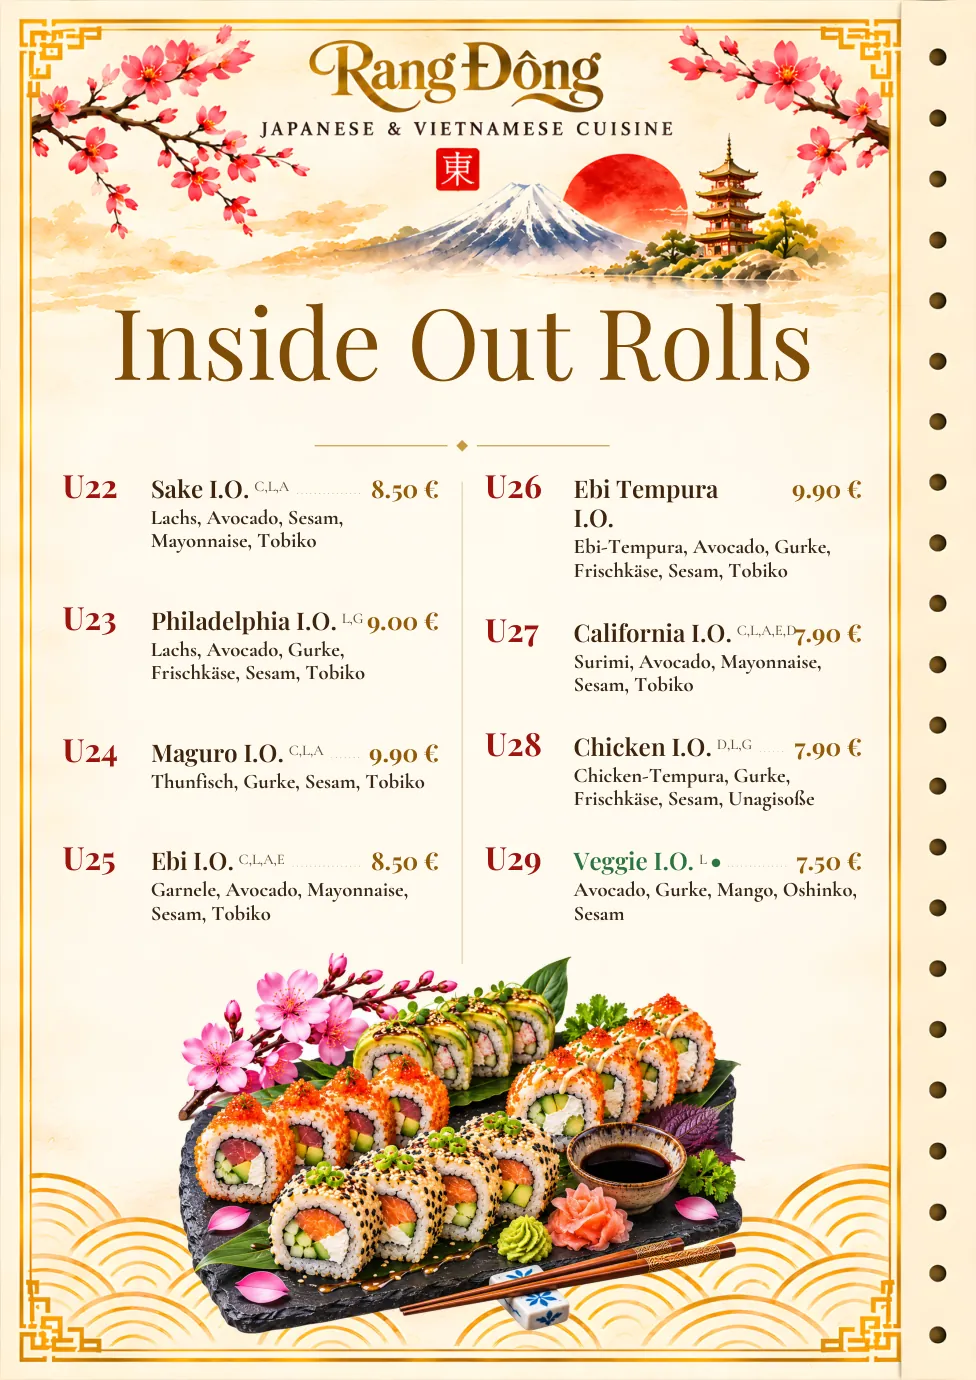 Rang Đông
JAPANESE & VIETNAMESE CUISINE
東
Inside Out Rolls
U22 Sake I.O. C,L,A 8.50 €
Lachs, Avocado, Sesam,
Mayonnaise, Tobiko
U23 Philadelphia I.O. L,G 9.00 €
Lachs, Avocado, Gurke,
Frischkäse, Sesam, Tobiko
U24 Maguro I.O. C,L,A 9.90 €
Thunfisch, Gurke, Sesam, Tobiko
U25 Ebi I.O. C,L,A,E 8.50 €
Garnele, Avocado, Mayonnaise,
Sesam, Tobiko
U26 Ebi Tempura 9.90 €
I.O.
Ebi-Tempura, Avocado, Gurke,
Frischkäse, Sesam, Tobiko
U27 California I.O. C,L,A,E,D 7.90 €
Surimi, Avocado, Mayonnaise,
Sesam, Tobiko
U28 Chicken I.O. D,L,G 7.90 €
Chicken-Tempura, Gurke,
Frischkäse, Sesam, Unagisoße
U29 Veggie I.O. L ● 7.50 €
Avocado, Gurke, Mango, Oshinko,
Sesam